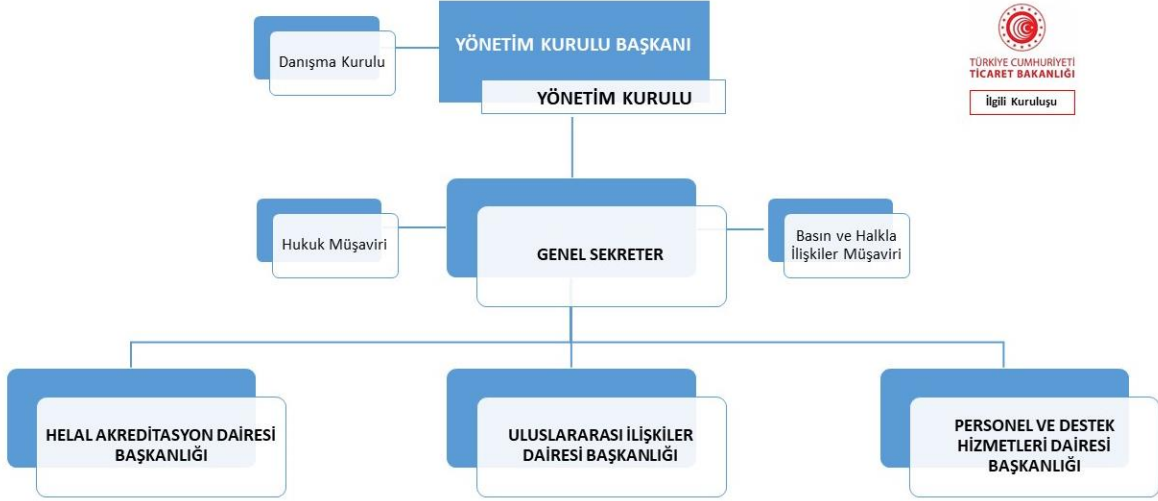 YÖNETİM KURULU BAŞKANI
YÖNETİM KURULU
Danışma Kurulu
TÜRKİYE CUMHURİYETİ
TİCARET BAKANLIĞI
İlgili Kuruluşu
Hukuk Müşaviri
GENEL SEKRETER
Basın ve Halkla
İlişkiler Müşaviri
HELAL AKREDİTASYON DAİRESİ
BAŞKANLIĞI
ULUSLARARASI İLİŞKİLER
DAİRESİ BAŞKANLIĞI
PERSONEL VE DESTEK
HİZMETLERİ DAİRESİ
BAŞKANLIĞI